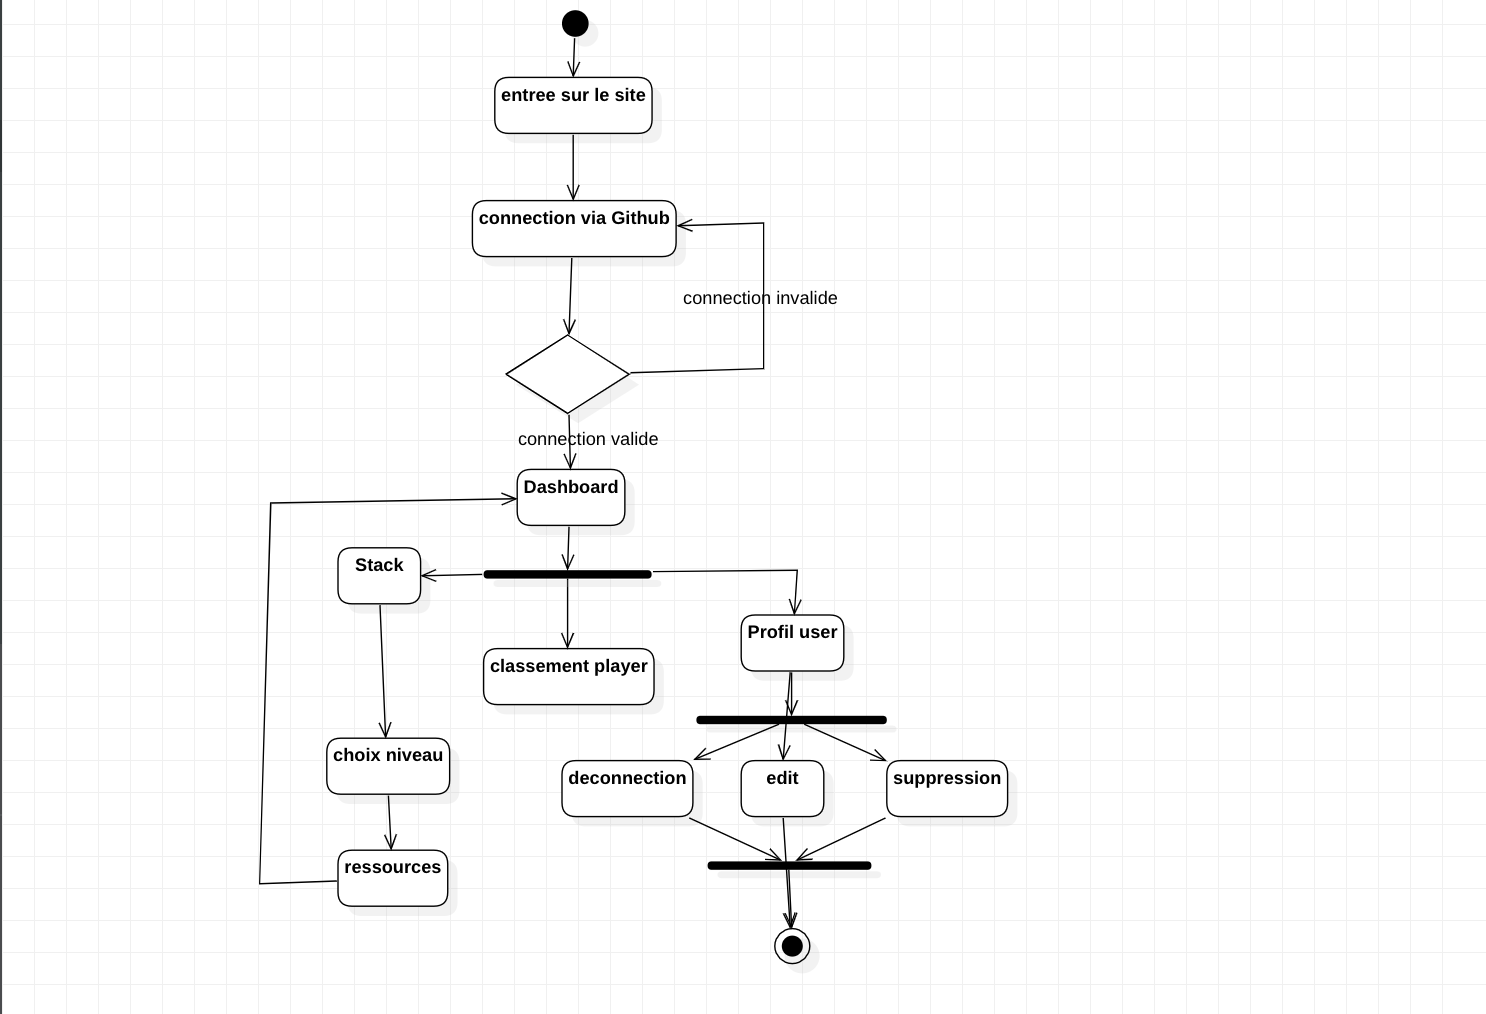 entree sur le site
connection via Github
connection invalide
connection valide
Dashboard
Stack
Profil user
classement player
choix niveau
deconnection
edit
suppression
ressources